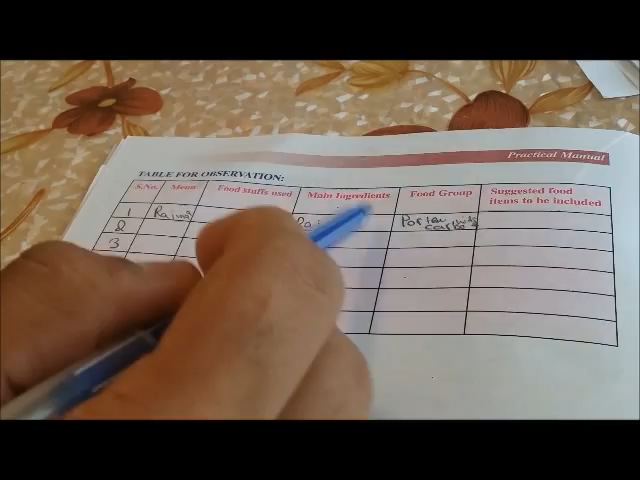 Practical Manual
TABLE FOR OBSERVATION:
S.No. Menu Food stuffs used Main Ingredients Food Group Suggested food items to be included
1
2
3